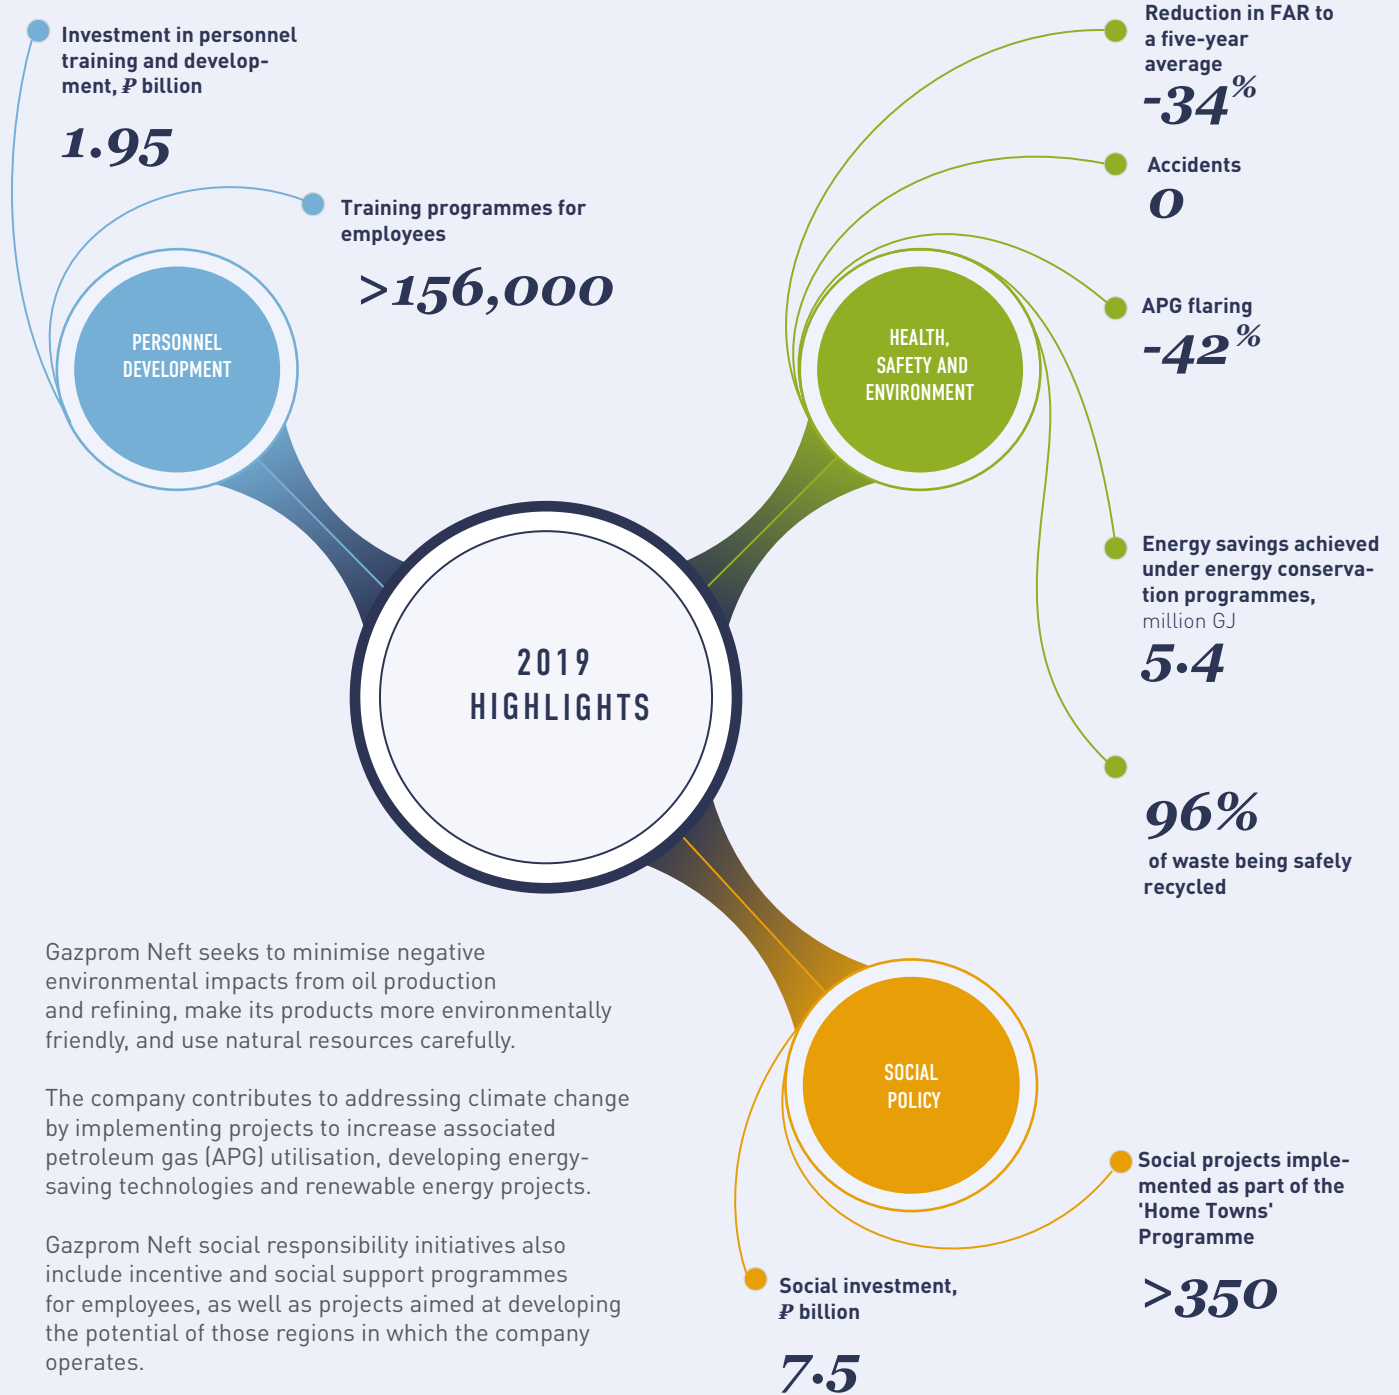 Investment in personnel
training and develop-
ment, ₽ billion
1.95
Training programmes for
employees
>156,000
PERSONNEL
DEVELOPMENT
Reduction in FAR to
a five-year
average
-34%
Accidents
0
APG flaring
-42%
HEALTH,
SAFETY AND
ENVIRONMENT
Energy savings achieved
under energy conserva-
tion programmes,
million GJ
5.4
96%
of waste being safely
recycled
2019
HIGHLIGHTS
Gazprom Neft seeks to minimise negative
environmental impacts from oil production
and refining, make its products more environmentally
friendly, and use natural resources carefully.
The company contributes to addressing climate change
by implementing projects to increase associated
petroleum gas (APG) utilisation, developing energy-
saving technologies and renewable energy projects.
Gazprom Neft social responsibility initiatives also
include incentive and social support programmes
for employees, as well as projects aimed at developing
the potential of those regions in which the company
operates.
SOCIAL
POLICY
Social projects imple-
mented as part of the
'Home Towns'
Programme
>350
Social investment,
₽ billion
7.5